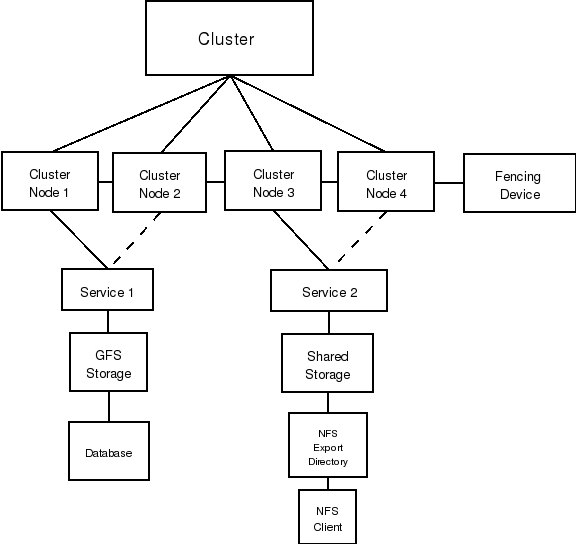 Cluster
Cluster
Node 1
Cluster
Node 2
Cluster
Node 3
Cluster
Node 4
Fencing
Device
Service 1
Service 2
GFS
Storage
Shared
Storage
Database
NFS
Export
Directory
NFS
Client